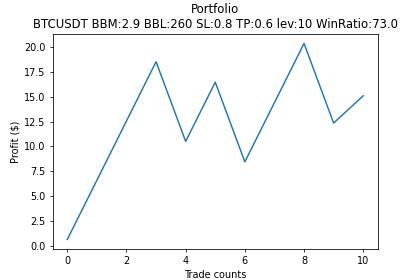 Portfolio
BTCUSDT BBM:2.9 BBL:260 SL:0.8 TP:0.6 lev:10 WinRatio:73.0
20.0
17.5
15.0
12.5
10.0
7.5
5.0
2.5
0.0
Profit ($)
0 2 4 6 8 10
Trade counts